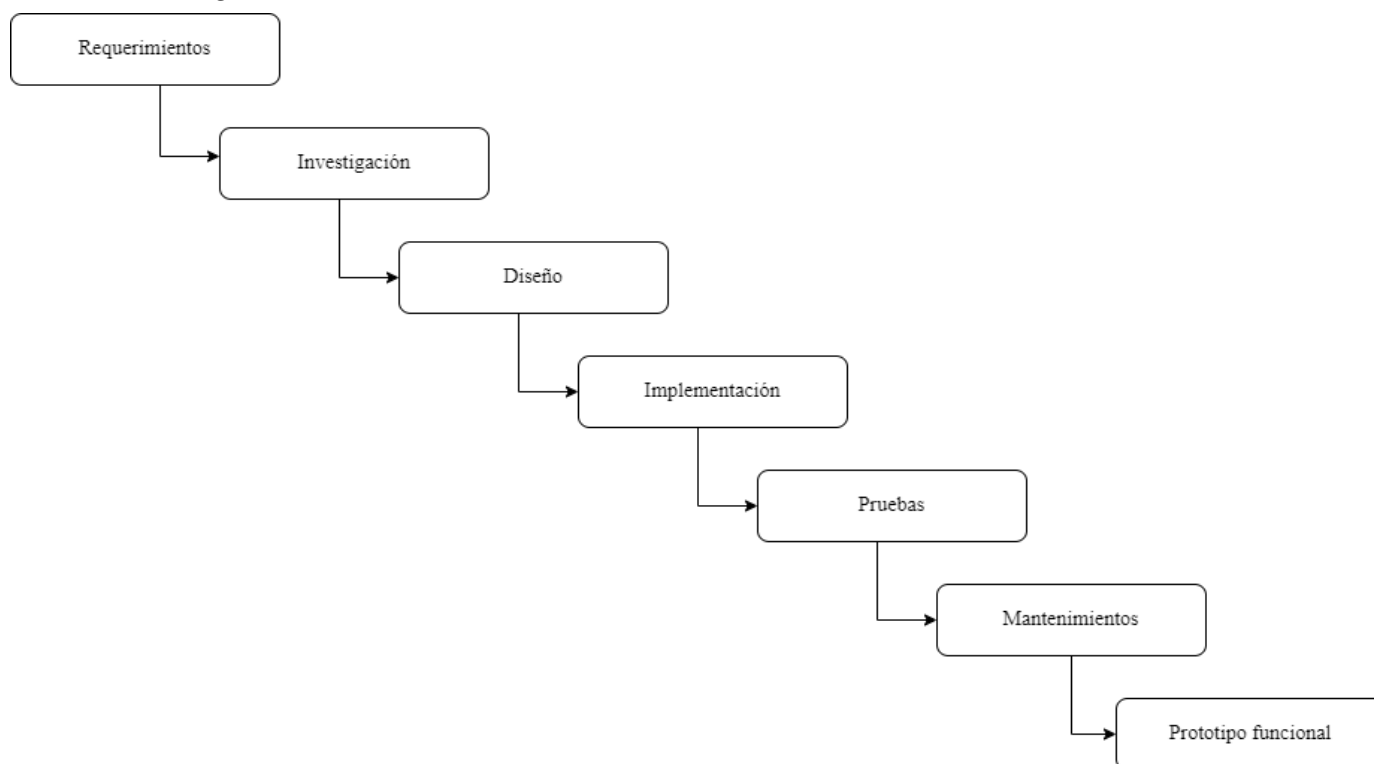 Requerimientos
Investigación
Diseño
Implementación
Pruebas
Mantenimientos
Prototipo funcional